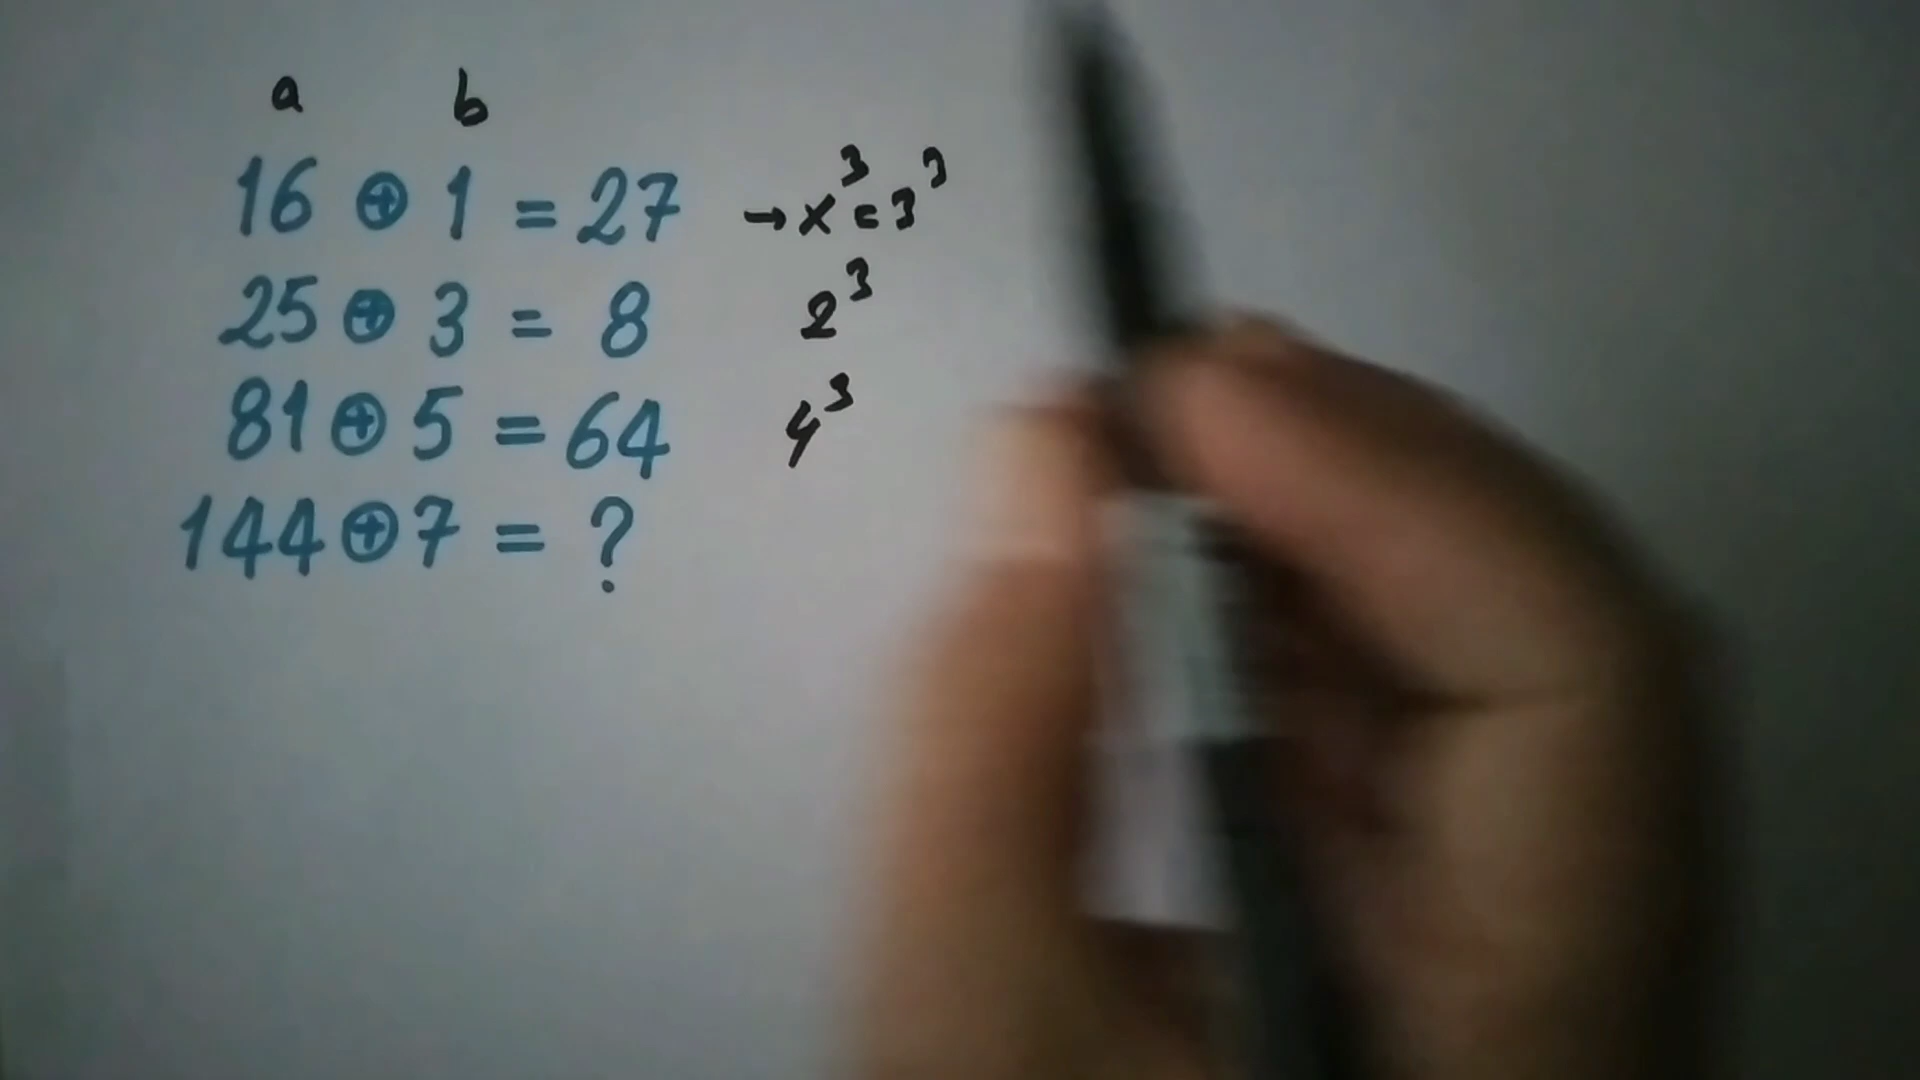 a b
16 ⊕ 1 = 27 → x³ = 3³
25 ⊕ 3 = 8 2³
81 ⊕ 5 = 64 4³
144 ⊕ 7 = ?